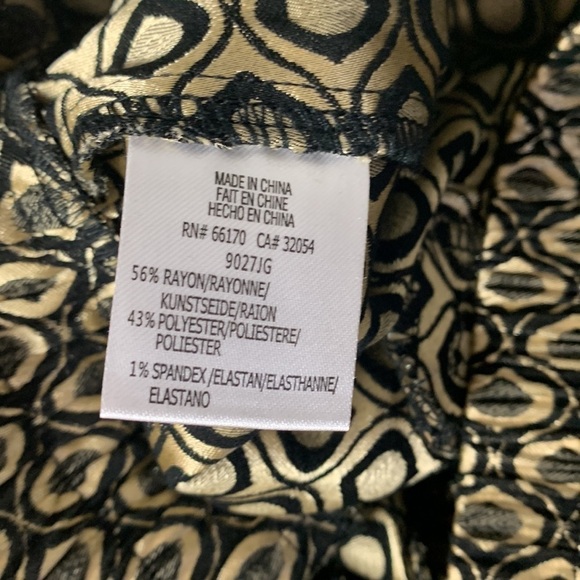 MADE IN CHINA
FAIT EN CHINE
HECHO EN CHINA
RN# 66170 CA# 32054
9027JG
56% RAYON/RAYONNE/
KUNSTSEIDE/RAION
43% POLYESTER/POLIESTERE/
POLIESTER
1% SPANDEX/ELASTAN/ELASTHANNE/
ELASTANO